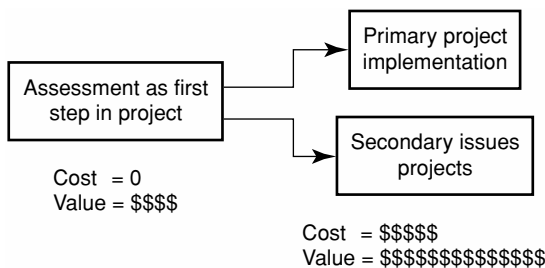 Assessment as first
step in project
Primary project
implementation
Secondary issues
projects
Cost = 0
Value = $$$$
Cost = $$$$$
Value = $$$$$$$$$$$$$$